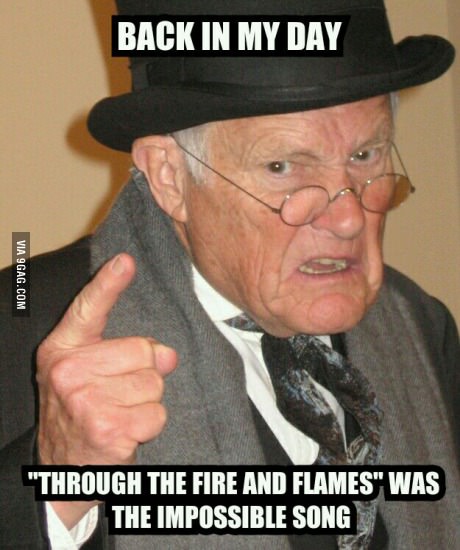 BACK IN MY DAY
VIA 9GAG.COM
"THROUGH THE FIRE AND FLAMES" WAS
THE IMPOSSIBLE SONG